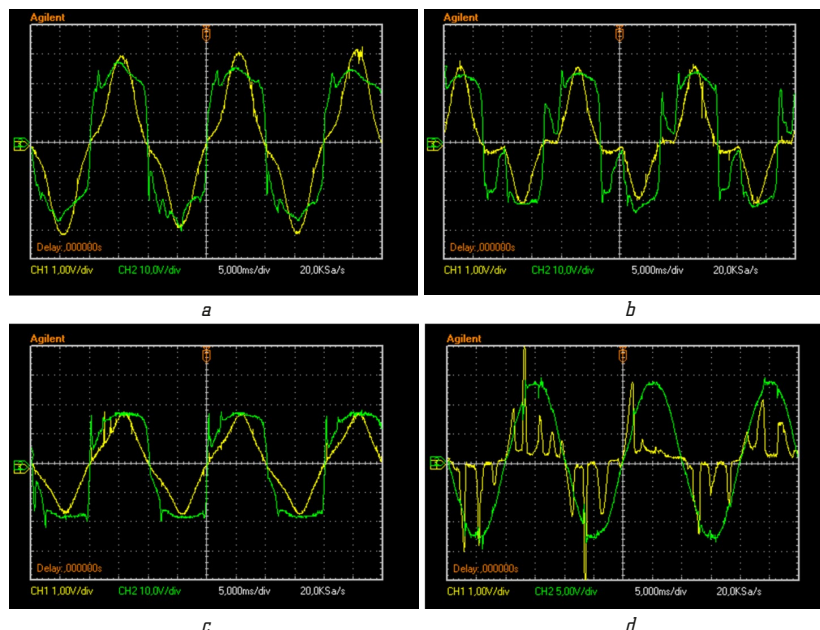 Agilent
Delay:,000000s
CH1 1,00V/div CH2 10,0V/div 5,000ms/div 20,0KSa/s
a
Agilent
CH1 1,00V/div CH2 10,0V/div 5,000ms/div 20,0KSa/s
b
Agilent
Delay:,000000s
CH1 1,00V/div CH2 10,0V/div 5,000ms/div 20,0KSa/s
c
Agilent
Delay:,000000s
CH1 1,00V/div CH2 5,00V/div 5,000ms/div 20,0KSa/s
d